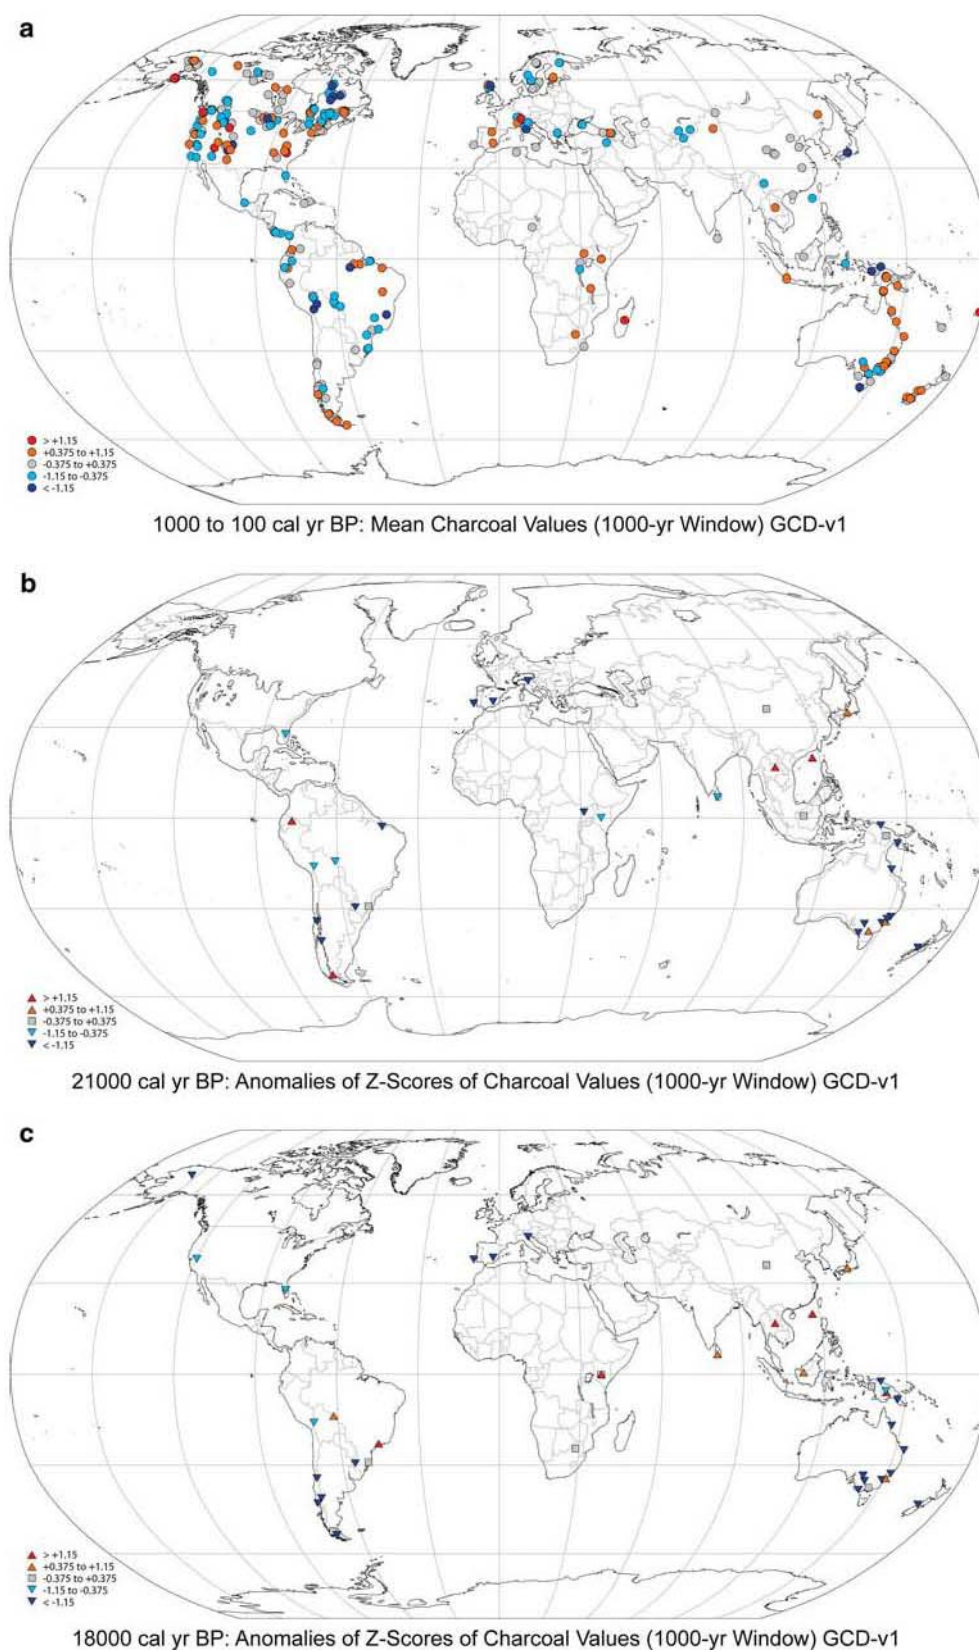 a
> +1.15
+0.375 to +1.15
-0.375 to +0.375
-1.15 to -0.375
< -1.15
1000 to 100 cal yr BP: Mean Charcoal Values (1000-yr Window) GCD-v1
b
> +1.15
+0.375 to +1.15
-0.375 to +0.375
-1.15 to -0.375
< -1.15
21000 cal yr BP: Anomalies of Z-Scores of Charcoal Values (1000-yr Window) GCD-v1
c
> +1.15
+0.375 to +1.15
-0.375 to +0.375
-1.15 to -0.375
< -1.15
18000 cal yr BP: Anomalies of Z-Scores of Charcoal Values (1000-yr Window) GCD-v1